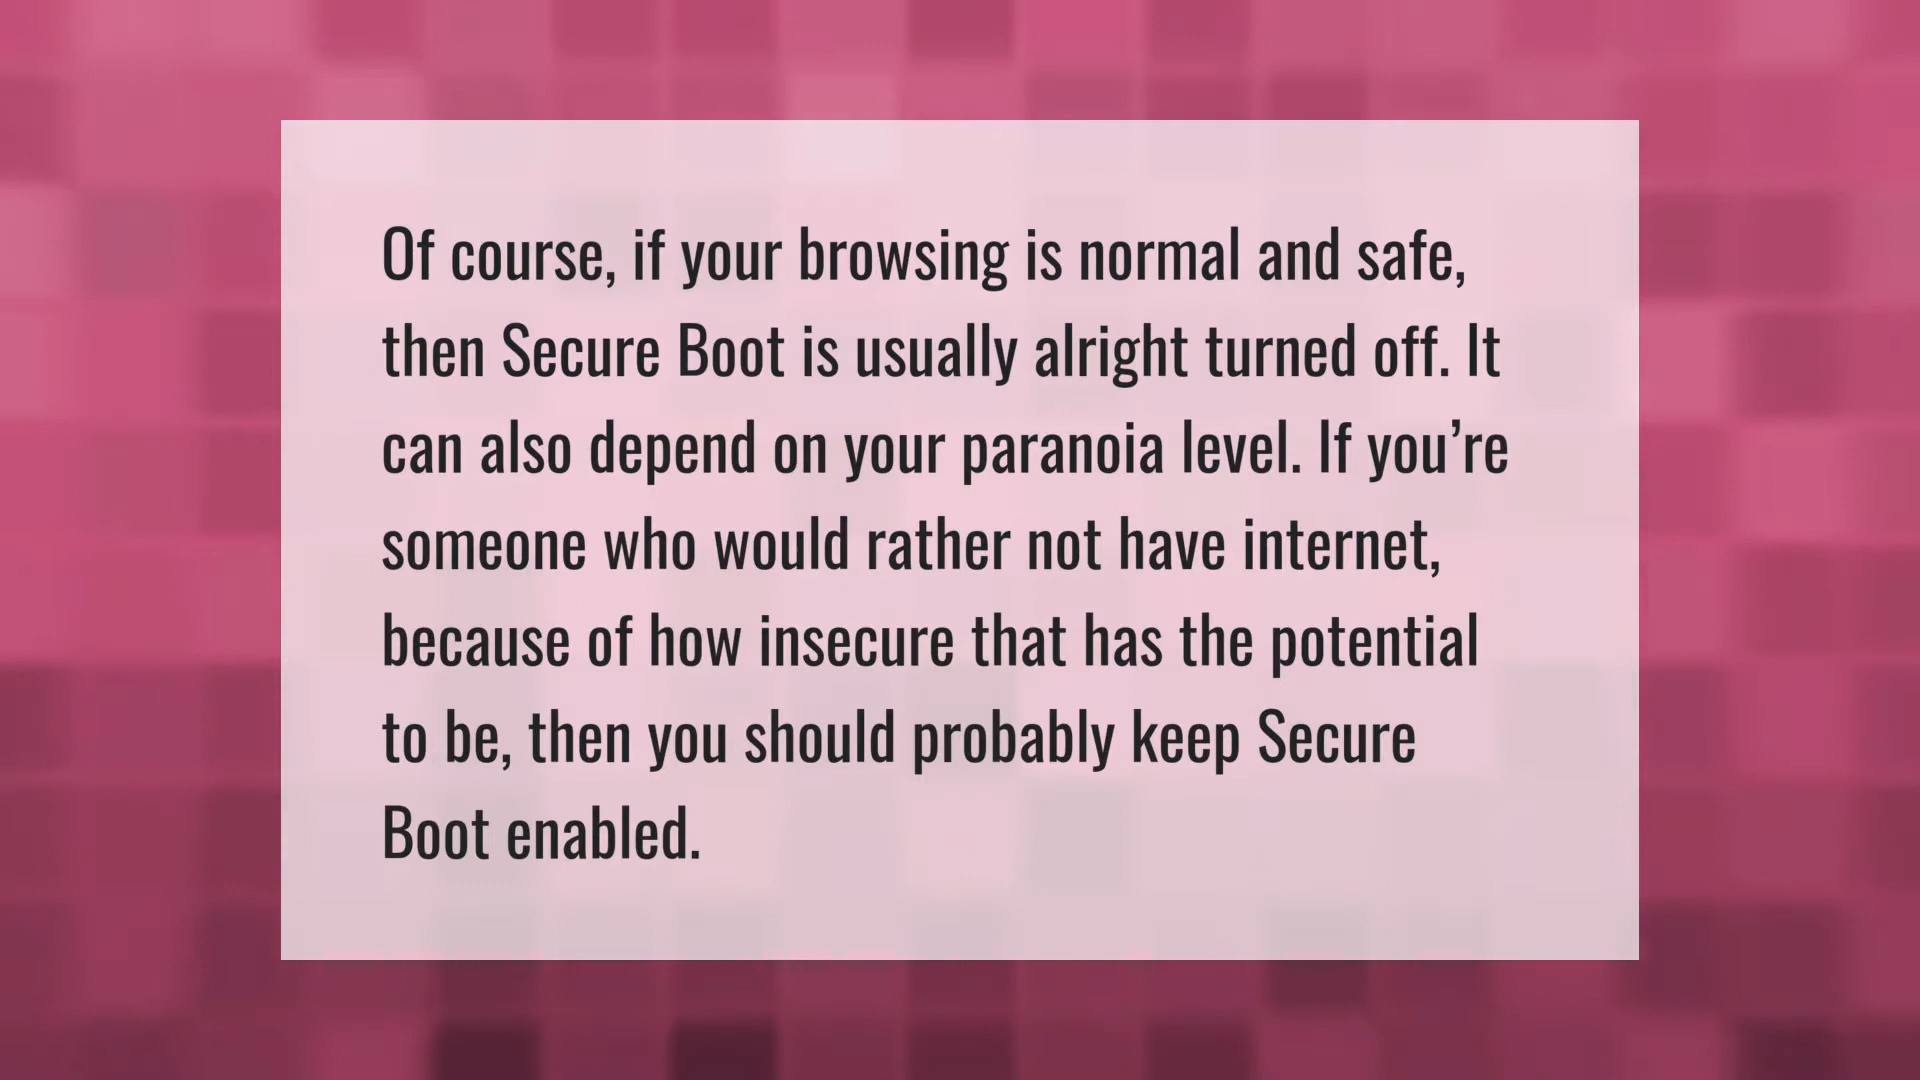 Of course, if your browsing is normal and safe,
then Secure Boot is usually alright turned off. It
can also depend on your paranoia level. If you’re
someone who would rather not have internet,
because of how insecure that has the potential
to be, then you should probably keep Secure
Boot enabled.